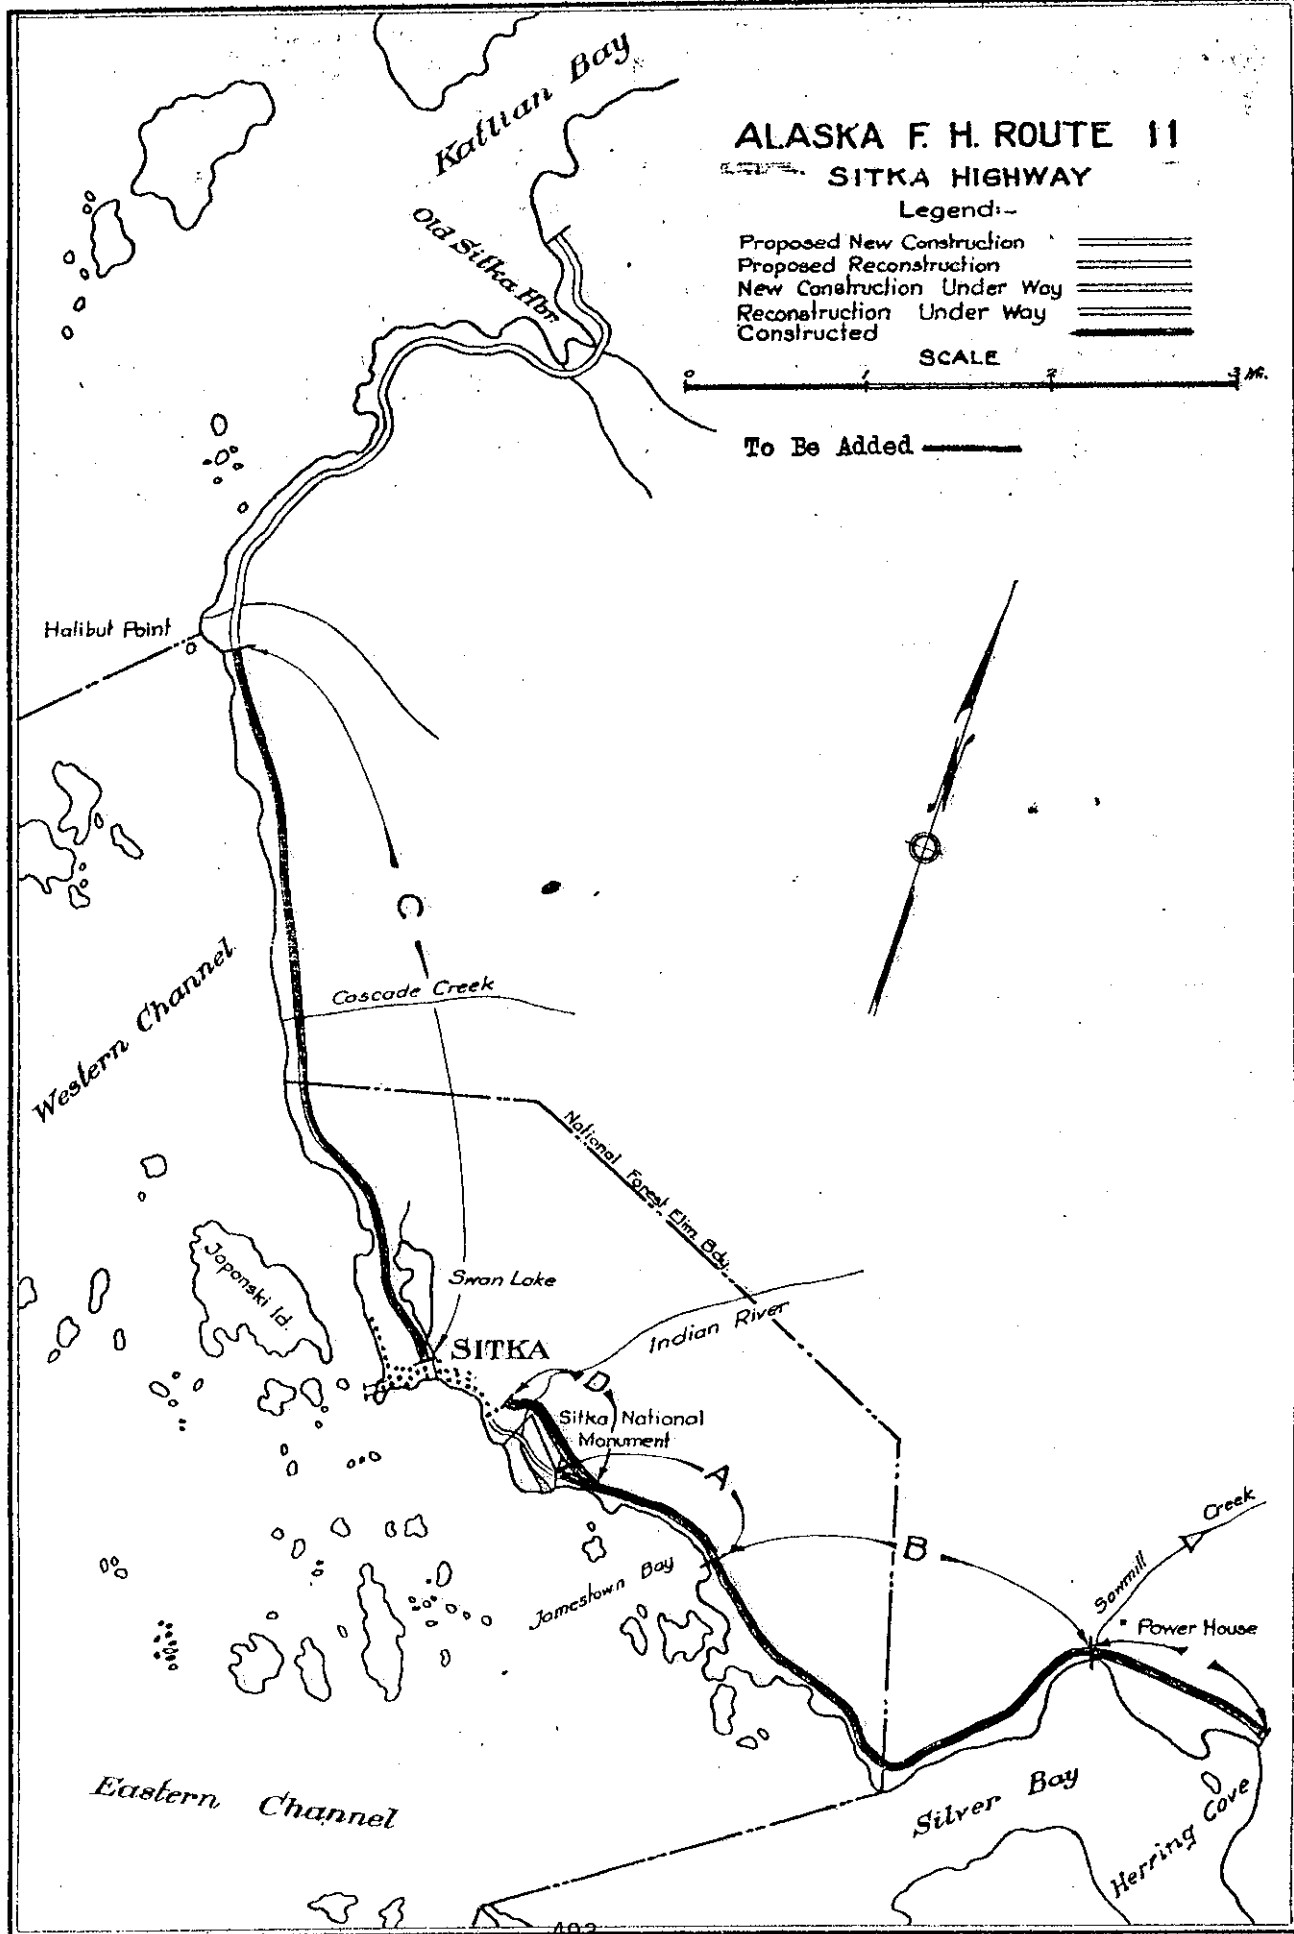 Katlian Bay
ALASKA F. H. ROUTE 11
SITKA HIGHWAY
Legend:-
Proposed New Construction
Proposed Reconstruction
New Construction Under Way
Reconstruction Under Way
Constructed
SCALE
0 1 2 3 Mi.
To Be Added
Old Sitka Hbr.
Halibut Point
C
Cascade Creek
Western Channel
National Forest Elim. Bdy.
Japonski Id.
Swan Lake
SITKA
Indian River
D
Sitka National
Monument
A
B
Sawmill Creek
Jamestown Bay
Power House
Eastern Channel
Silver Bay
Herring Cove